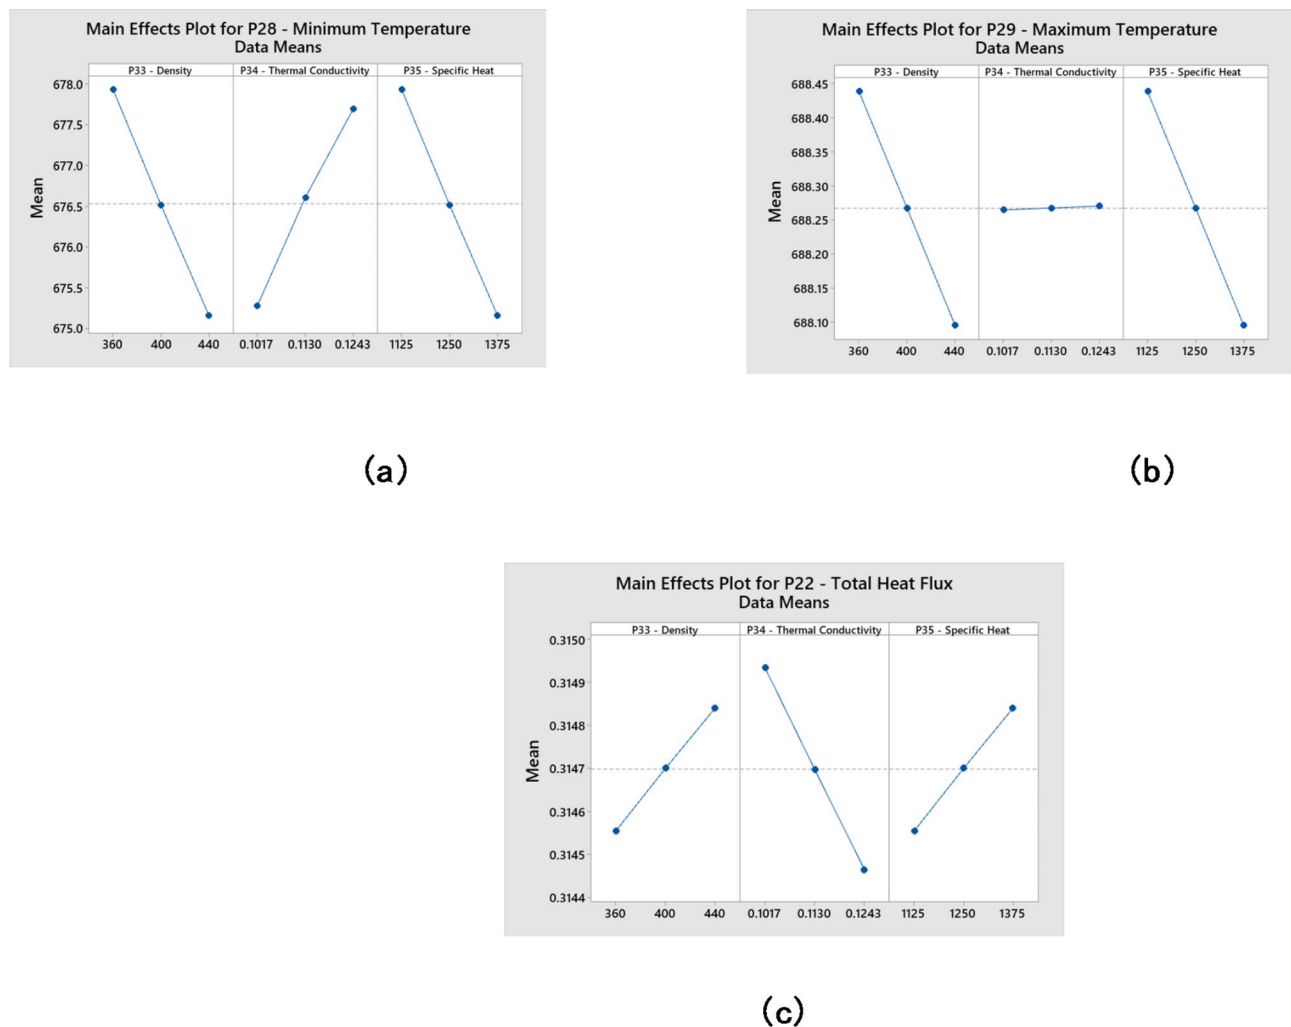 Main Effects Plot for P28 - Minimum Temperature
Data Means
P33 - Density P34 - Thermal Conductivity P35 - Specific Heat
678.0
677.5
677.0
676.5
676.0
675.5
675.0
Mean
360 400 440 0.1017 0.1130 0.1243 1125 1250 1375
(a)
Main Effects Plot for P29 - Maximum Temperature
Data Means
P33 - Density P34 - Thermal Conductivity P35 - Specific Heat
688.45
688.40
688.35
688.30
688.25
688.20
688.15
688.10
Mean
360 400 440 0.1017 0.1130 0.1243 1125 1250 1375
(b)
Main Effects Plot for P22 - Total Heat Flux
Data Means
P33 - Density P34 - Thermal Conductivity P35 - Specific Heat
0.3150
0.3149
0.3148
0.3147
0.3146
0.3145
0.3144
Mean
360 400 440 0.1017 0.1130 0.1243 1125 1250 1375
(c)